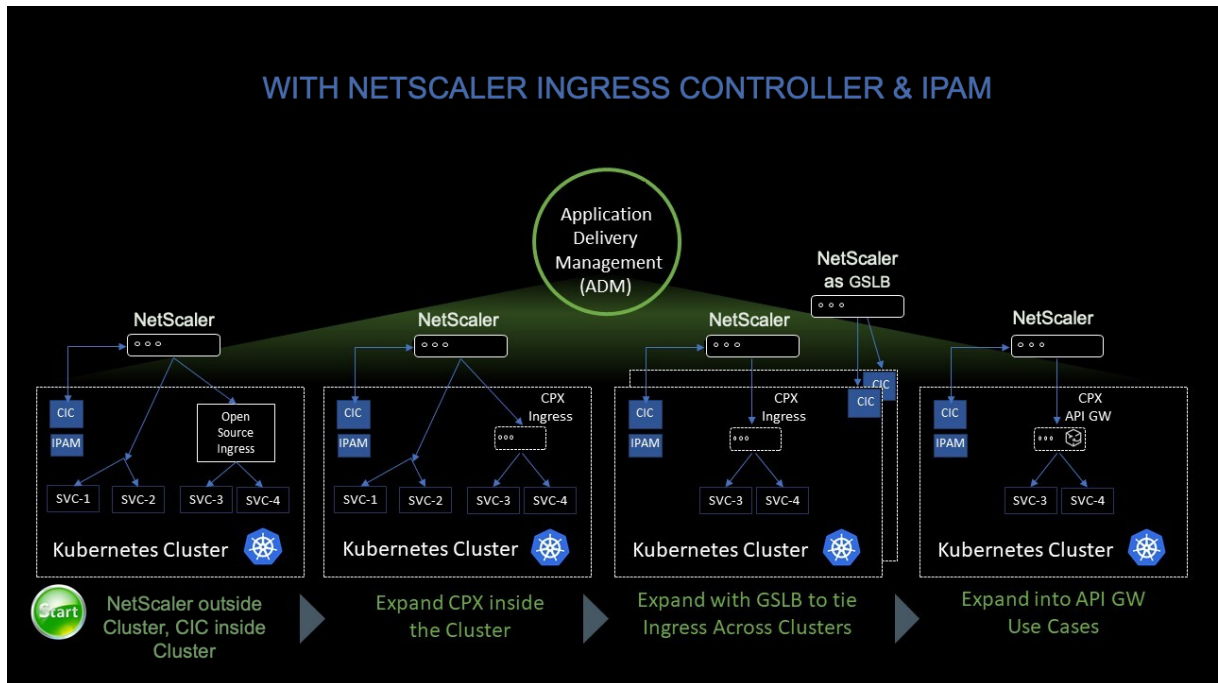 WITH NETSCALER INGRESS CONTROLLER & IPAM
Application
Delivery
Management
(ADM)
NetScaler
CIC
IPAM
Open
Source
Ingress
SVC-1
SVC-2
SVC-3
SVC-4
Kubernetes Cluster
NetScaler
CIC
IPAM
CPX
Ingress
SVC-1
SVC-2
SVC-3
SVC-4
Kubernetes Cluster
NetScaler
NetScaler
as GSLB
CIC
IPAM
CPX
Ingress
CIC
CIC
SVC-3
SVC-4
Kubernetes Cluster
NetScaler
CIC
IPAM
CPX
API GW
SVC-3
SVC-4
Kubernetes Cluster
Start
NetScaler outside
Cluster, CIC inside
Cluster
Expand CPX inside
the Cluster
Expand with GSLB to tie
Ingress Across Clusters
Expand into API GW
Use Cases